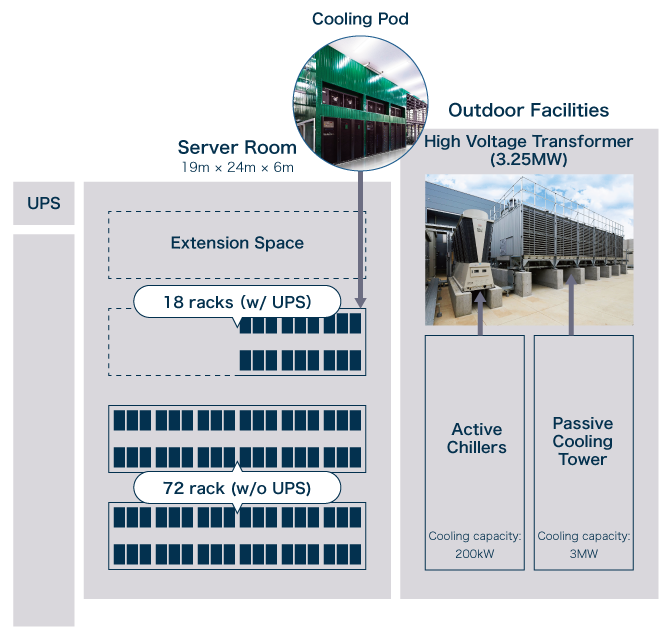 Cooling Pod
Outdoor Facilities
High Voltage Transformer
(3.25MW)
Server Room
19m × 24m × 6m
UPS
Extension Space
18 racks (w/ UPS)
72 rack (w/o UPS)
Active
Chillers
Cooling capacity:
200kW
Passive
Cooling
Tower
Cooling capacity:
3MW